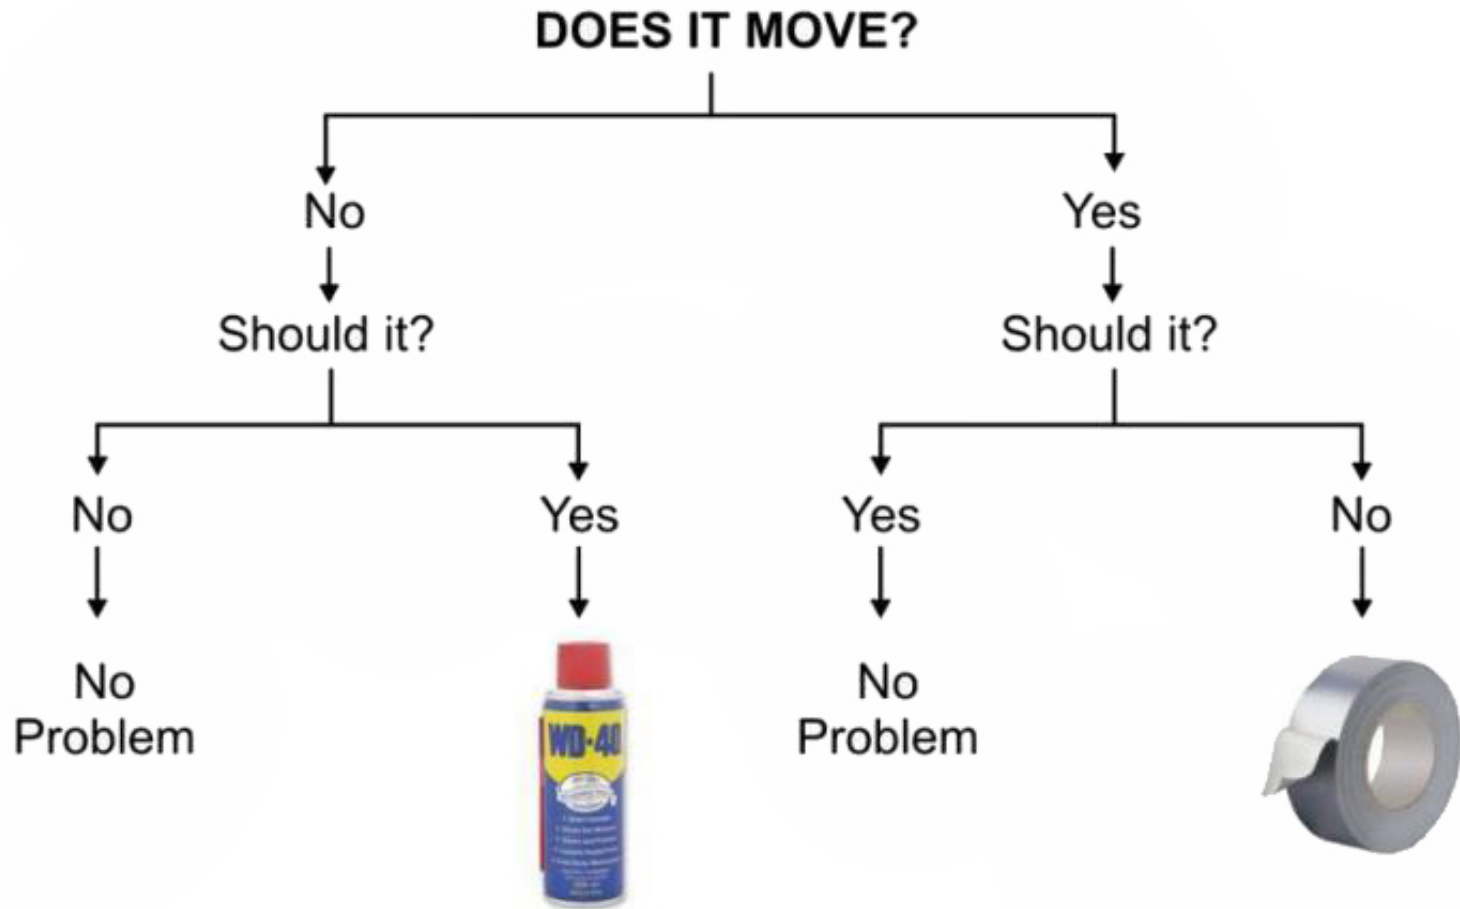 DOES IT MOVE?
No
Yes
Should it?
Should it?
No
Yes
Yes
No
No
Problem
No
Problem
WD-40